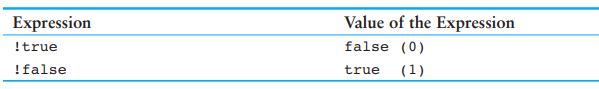 Expression Value of the Expression
!true false (0)
!false true (1)